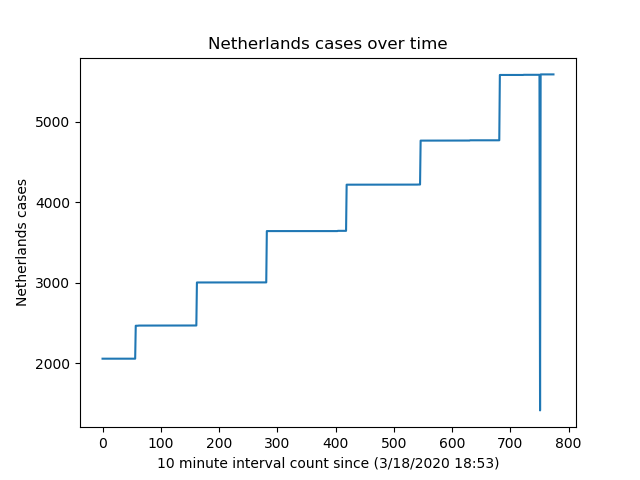 Netherlands cases over time
Netherlands cases
5000
4000
3000
2000
0 100 200 300 400 500 600 700 800
10 minute interval count since (3/18/2020 18:53)